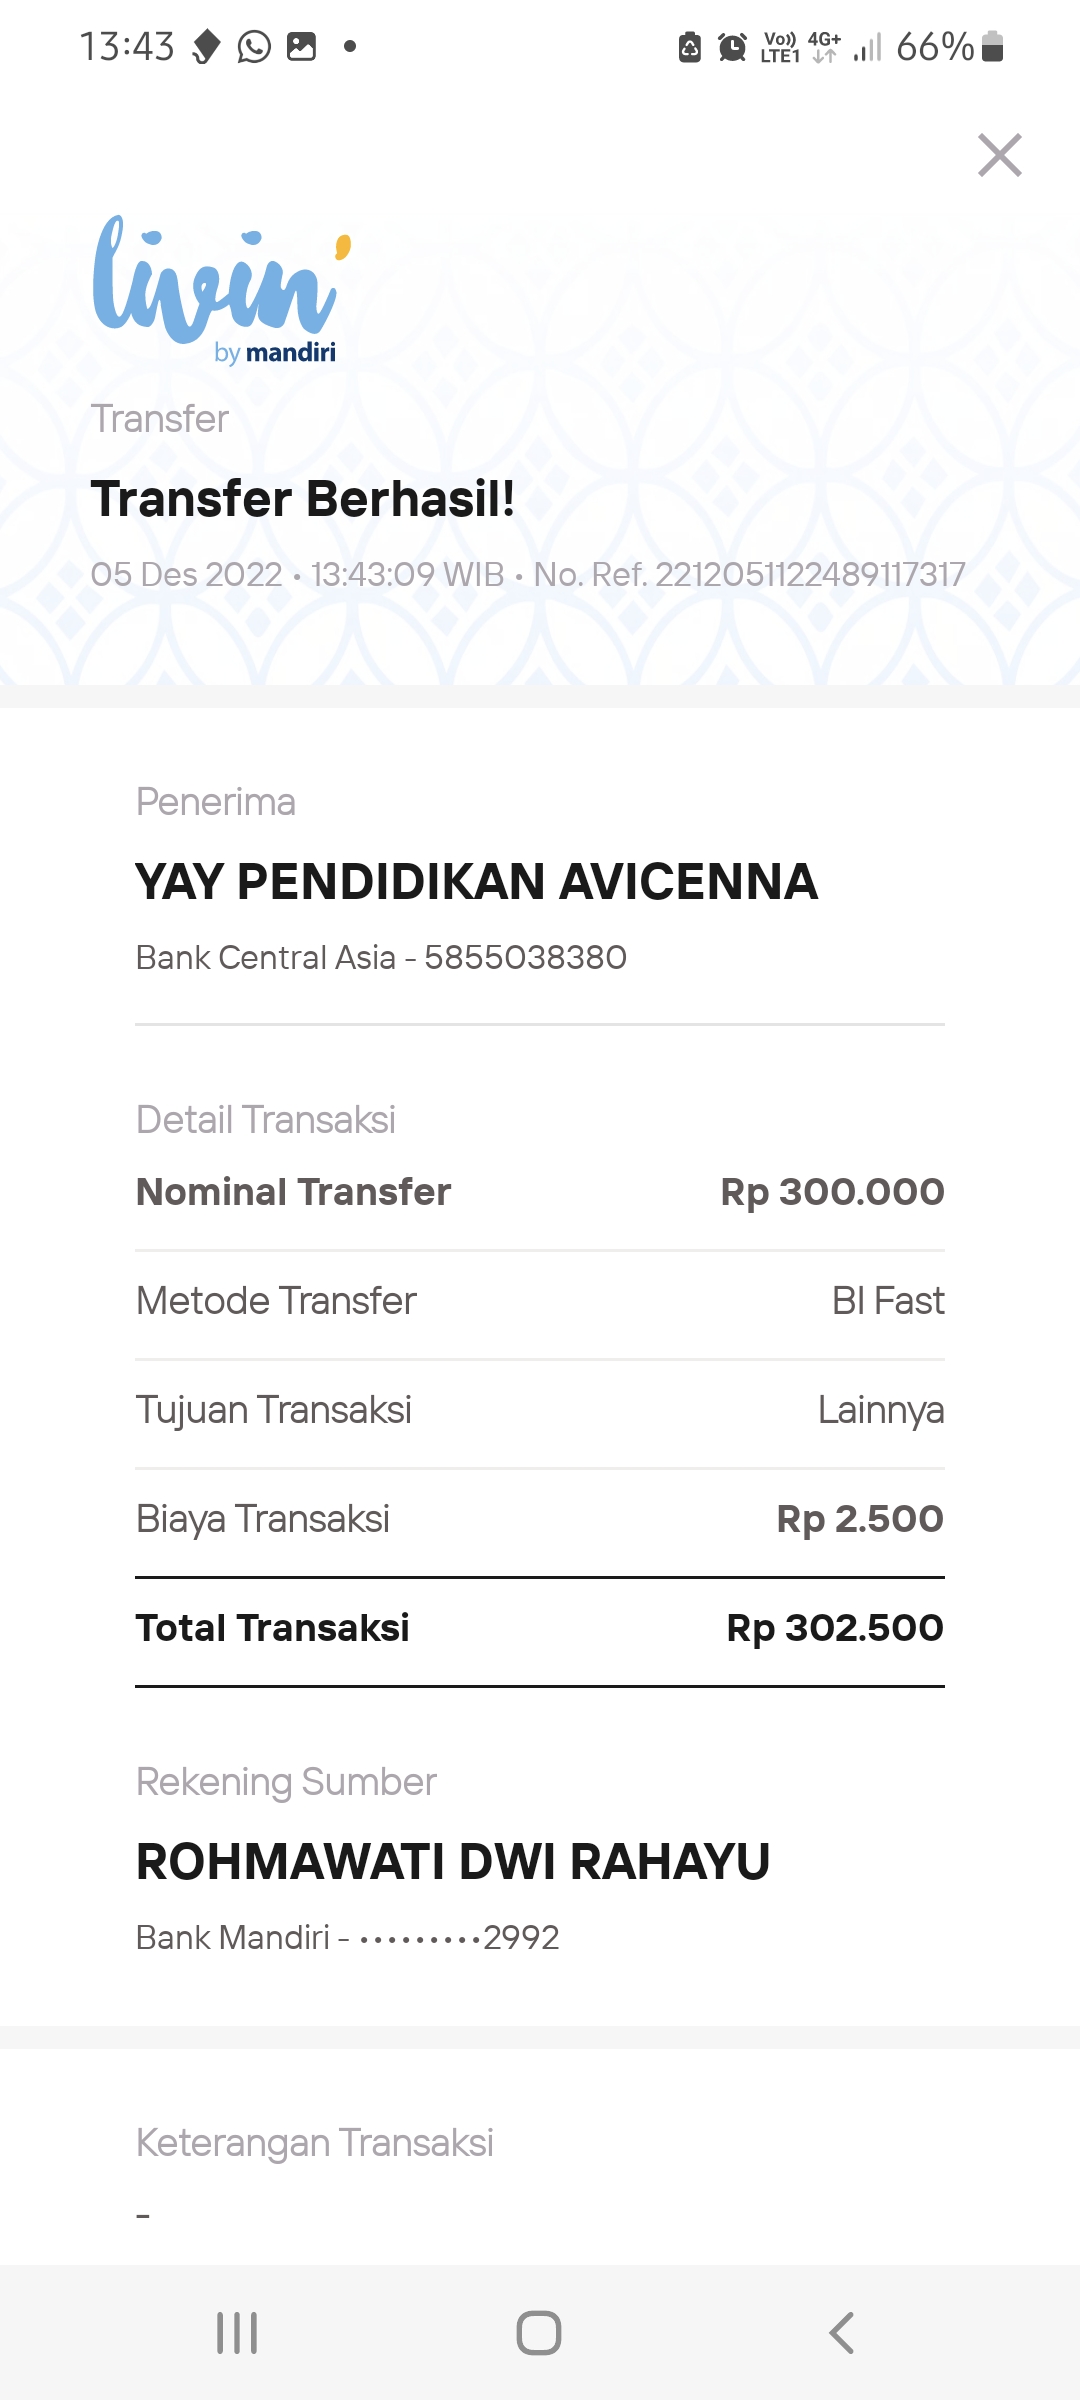 13:43
Vo)) LTE1 4G+ 66%
livin'
by mandiri
Transfer
Transfer Berhasil!
05 Des 2022 • 13:43:09 WIB • No. Ref. 2212051122489117317
Penerima
YAY PENDIDIKAN AVICENNA
Bank Central Asia - 5855038380
Detail Transaksi
Nominal Transfer Rp 300.000
Metode Transfer BI Fast
Tujuan Transaksi Lainnya
Biaya Transaksi Rp 2.500
Total Transaksi Rp 302.500
Rekening Sumber
ROHMAWATI DWI RAHAYU
Bank Mandiri - •••••••••2992
Keterangan Transaksi
-